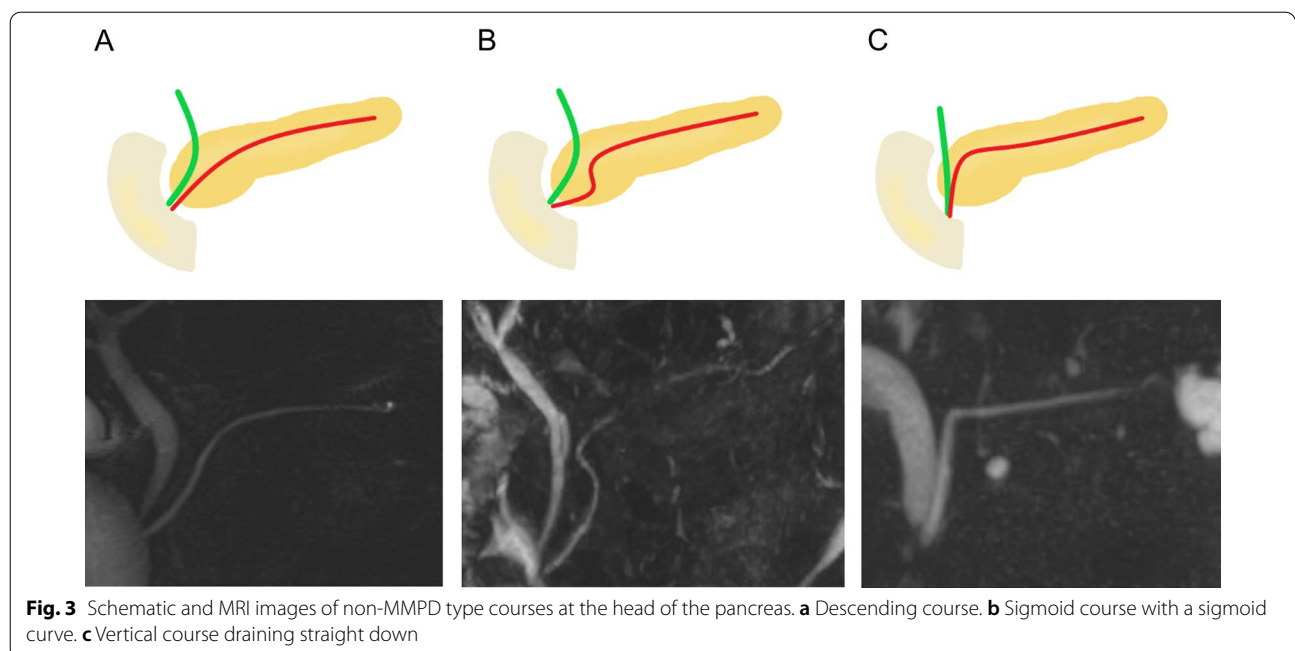 A B C
Fig. 3 Schematic and MRI images of non-MMPD type courses at the head of the pancreas. a Descending course. b Sigmoid course with a sigmoid
curve. c Vertical course draining straight down